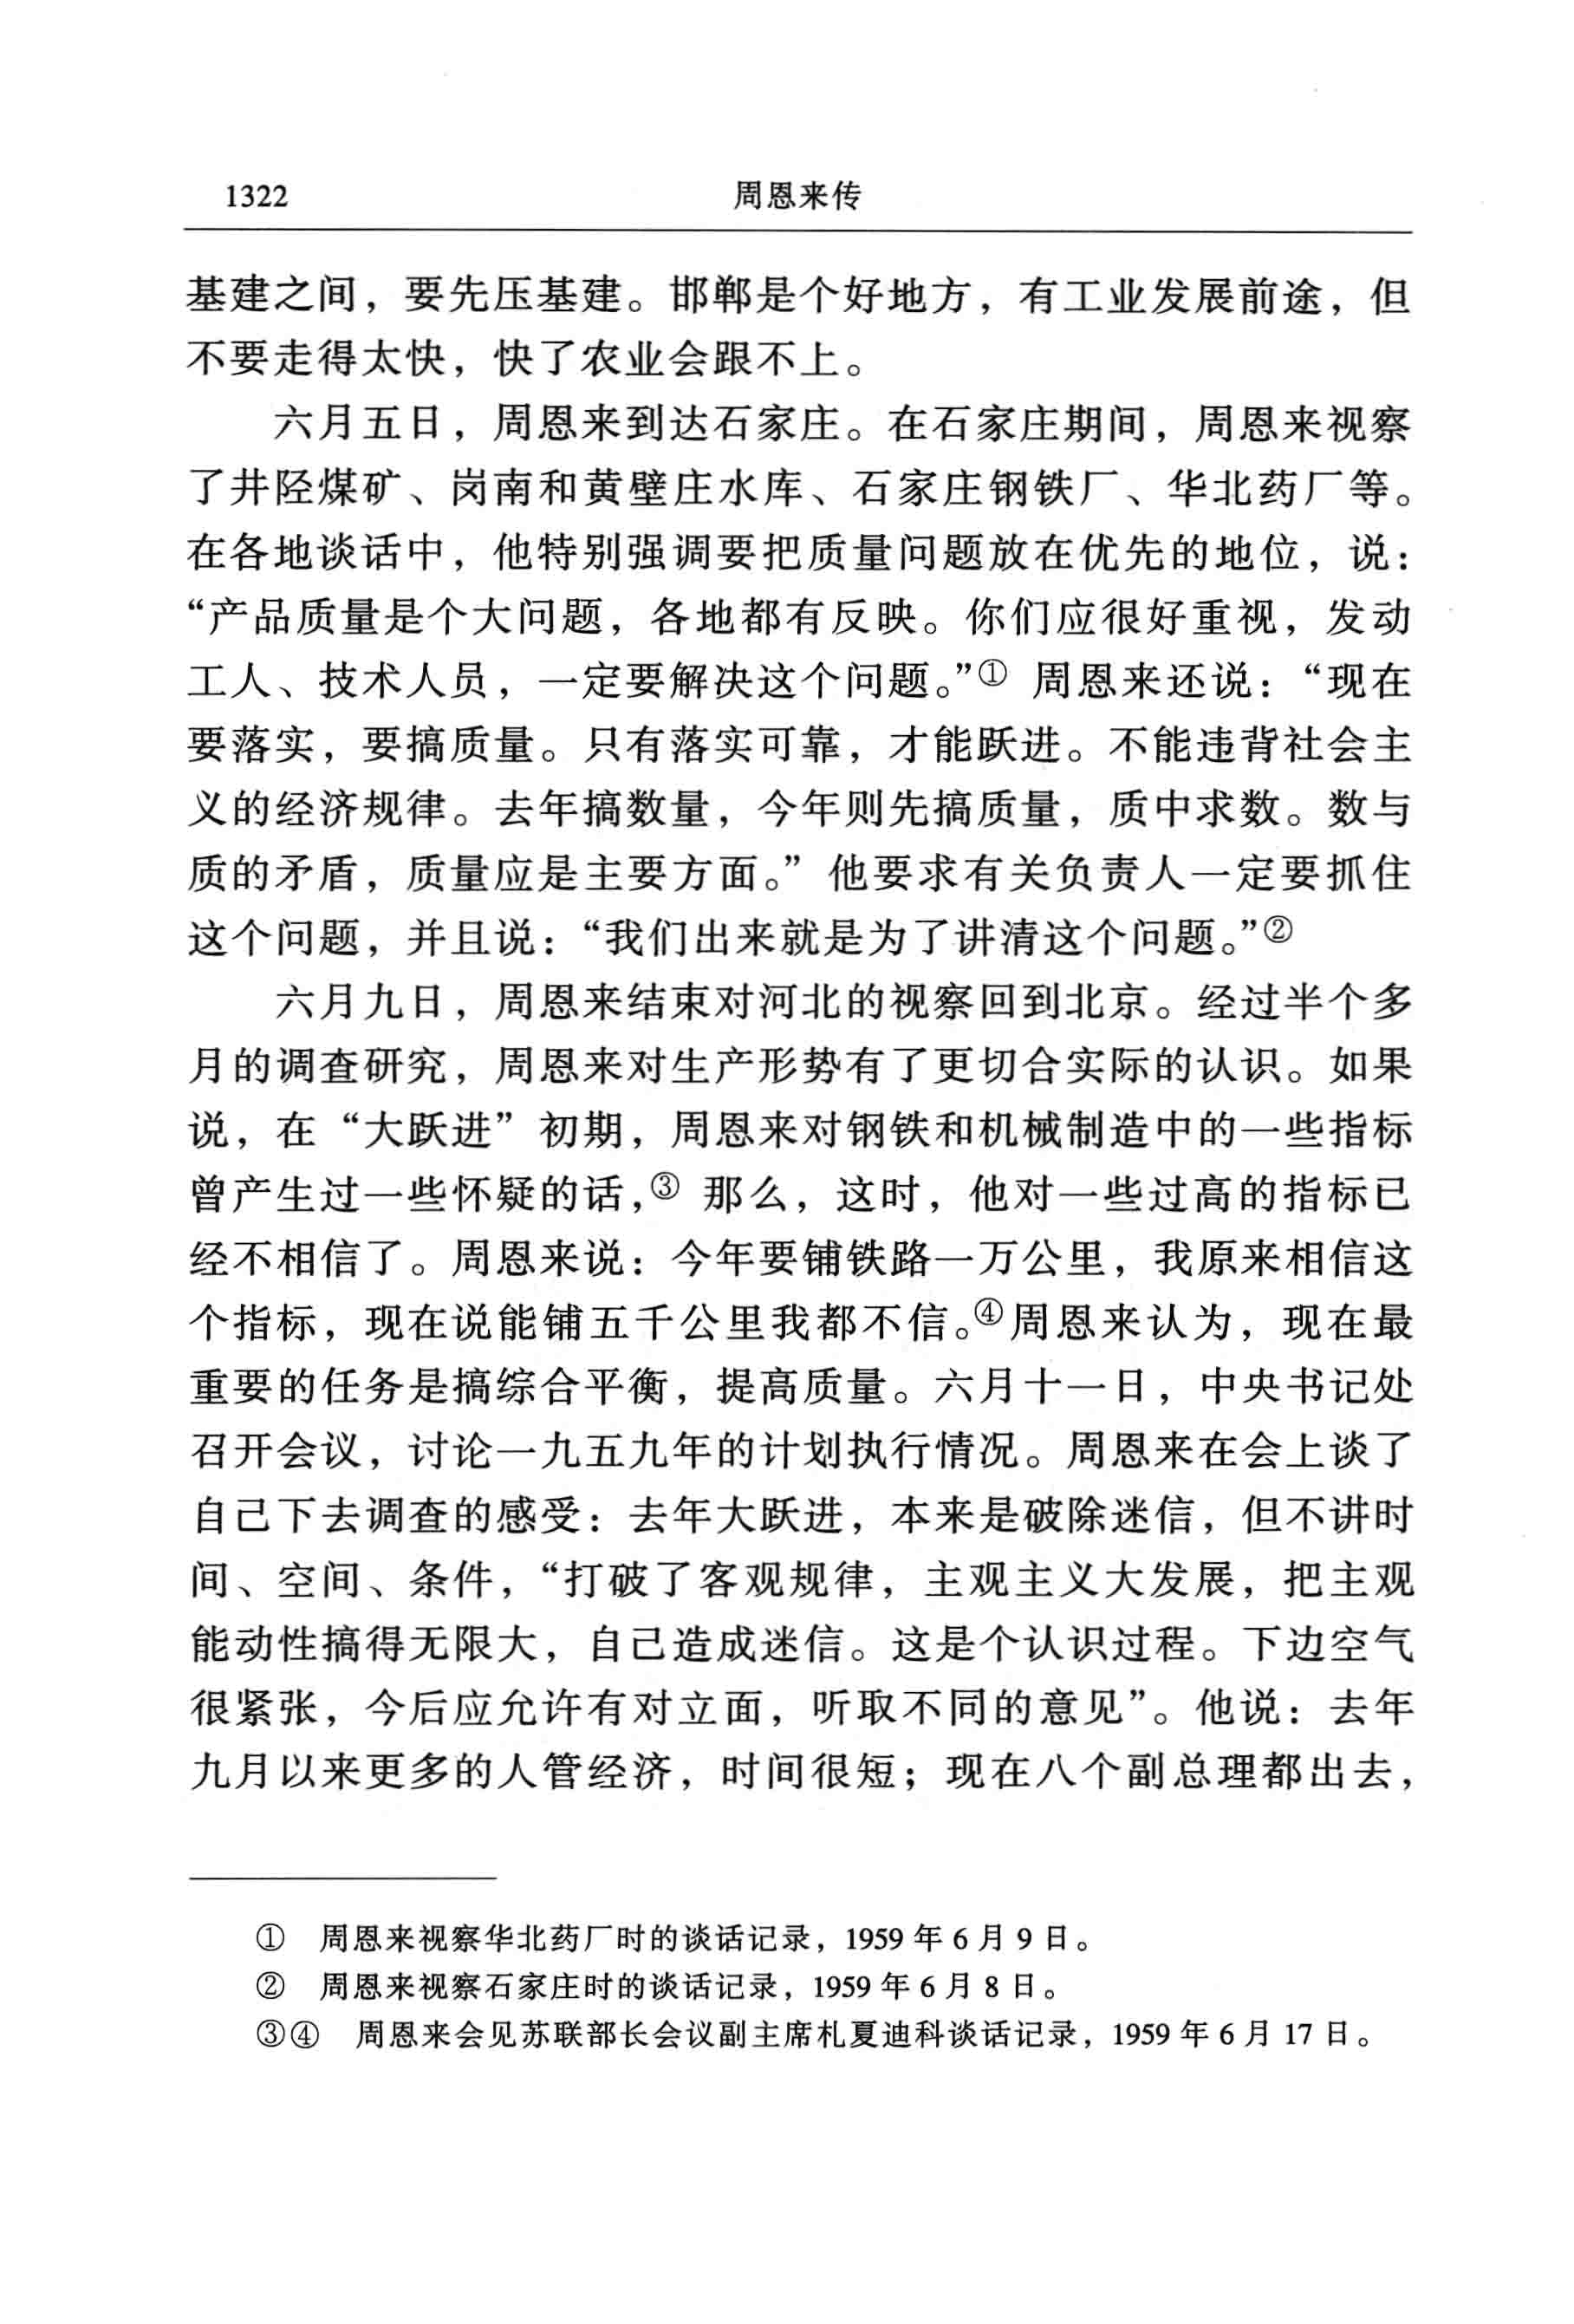 1322 周恩来传
基建之间，要先压基建。邯郸是个好地方，有工业发展前途，但
不要走得太快，快了农业会跟不上。
六月五日，周恩来到达石家庄。在石家庄期间，周恩来视察
了井陉煤矿、岗南和黄壁庄水库、石家庄钢铁厂、华北药厂等。
在各地谈话中，他特别强调要把质量问题放在优先的地位，说：
“产品质量是个大问题，各地都有反映。你们应很好重视，发动
工人、技术人员，一定要解决这个问题。”① 周恩来还说：“现在
要落实，要搞质量。只有落实可靠，才能跃进。不能违背社会主
义的经济规律。去年搞数量，今年则先搞质量，质中求数。数与
质的矛盾，质量应是主要方面。”他要求有关负责人一定要抓住
这个问题，并且说：“我们出来就是为了讲清这个问题。”②
六月九日，周恩来结束对河北的视察回到北京。经过半个多
月的调查研究，周恩来对生产形势有了更切合实际的认识。如果
说，在“大跃进”初期，周恩来对钢铁和机械制造中的一些指标
曾产生过一些怀疑的话，③ 那么，这时，他对一些过高的指标已
经不相信了。周恩来说：今年要铺铁路一万公里，我原来相信这
个指标，现在说能铺五千公里我都不信。④周恩来认为，现在最
重要的任务是搞综合平衡，提高质量。六月十一日，中央书记处
召开会议，讨论一九五九年的计划执行情况。周恩来在会上谈了
自己下去调查的感受：去年大跃进，本来是破除迷信，但不讲时
间、空间、条件，“打破了客观规律，主观主义大发展，把主观
能动性搞得无限大，自己造成迷信。这是个认识过程。下边空气
很紧张，今后应允许有对立面，听取不同的意见”。他说：去年
九月以来更多的人管经济，时间很短；现在八个副总理都出去，
① 周恩来视察华北药厂时的谈话记录，1959 年 6 月 9 日。
② 周恩来视察石家庄时的谈话记录，1959 年 6 月 8 日。
③④ 周恩来会见苏联部长会议副主席札夏迪科谈话记录，1959 年 6 月 17 日。